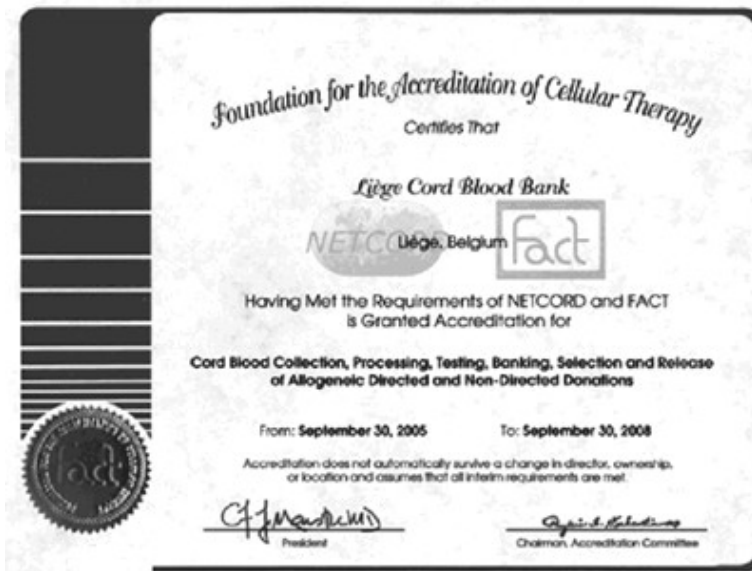 Foundation for the Accreditation of Cellular Therapy
Certifies That
Liège Cord Blood Bank
NETCORD
Liège, Belgium
fact
Having Met the Requirements of NETCORD and FACT
is Granted Accreditation for
Cord Blood Collection, Processing, Testing, Banking, Selection and Release
of Allogeneic Directed and Non-Directed Donations
From: September 30, 2005 To: September 30, 2008
Accreditation does not automatically survive a change in director, ownership,
or location and assumes that all interim requirements are met.
fact
President
Chairman, Accreditation Committee